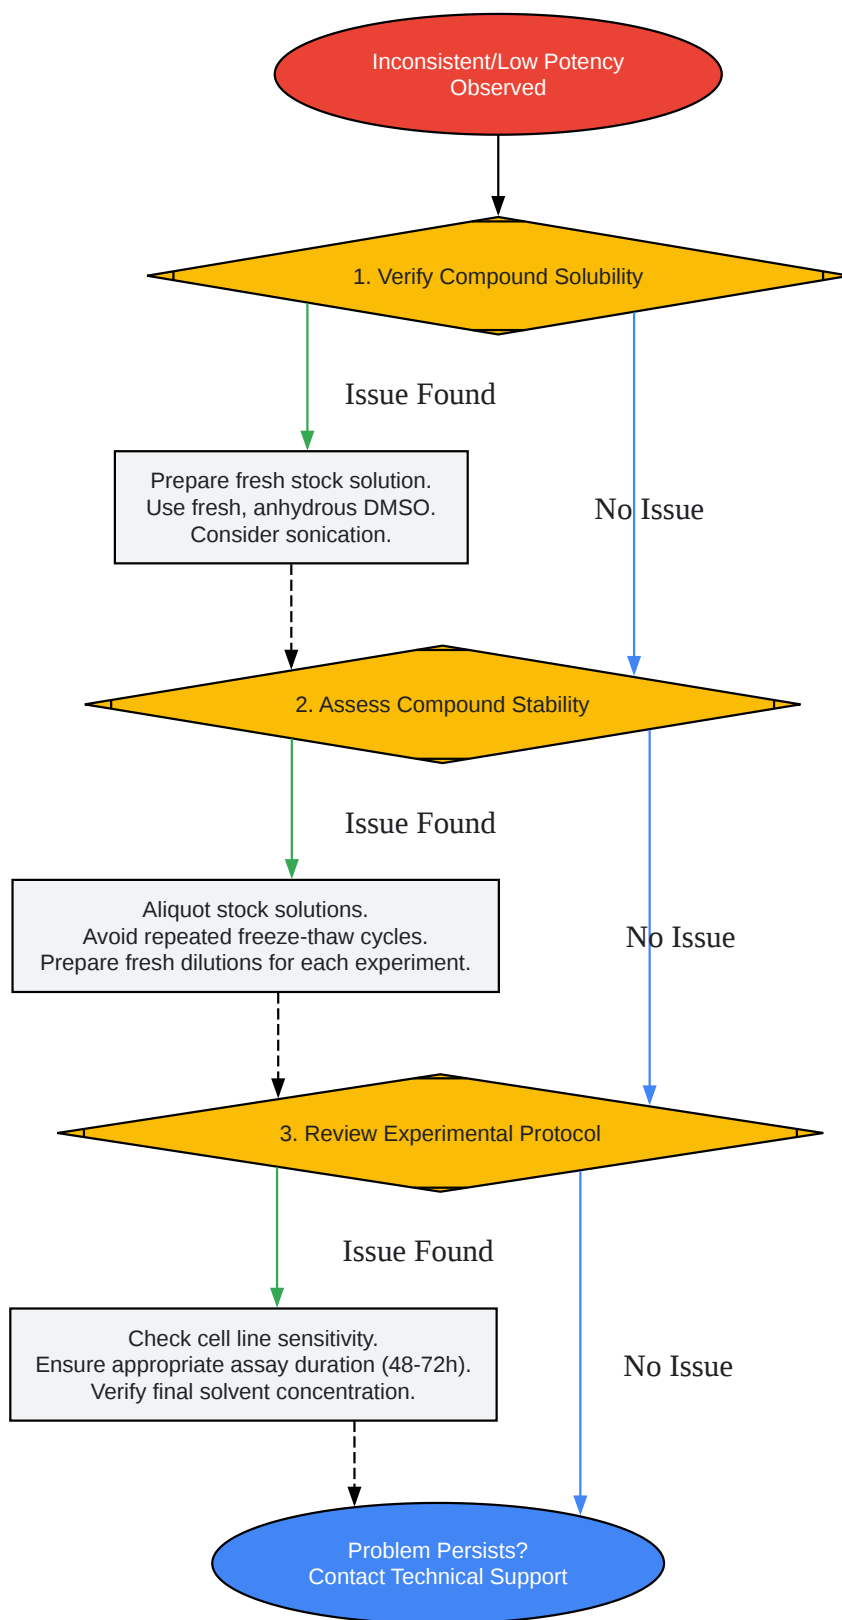 Inconsistent/Low Potency
Observed
1. Verify Compound Solubility
Issue Found
Prepare fresh stock solution.
Use fresh, anhydrous DMSO.
Consider sonication.
No Issue
2. Assess Compound Stability
Issue Found
Aliquot stock solutions.
Avoid repeated freeze-thaw cycles.
Prepare fresh dilutions for each experiment.
No Issue
3. Review Experimental Protocol
Issue Found
Check cell line sensitivity.
Ensure appropriate assay duration (48-72h).
Verify final solvent concentration.
No Issue
Problem Persists?
Contact Technical Support